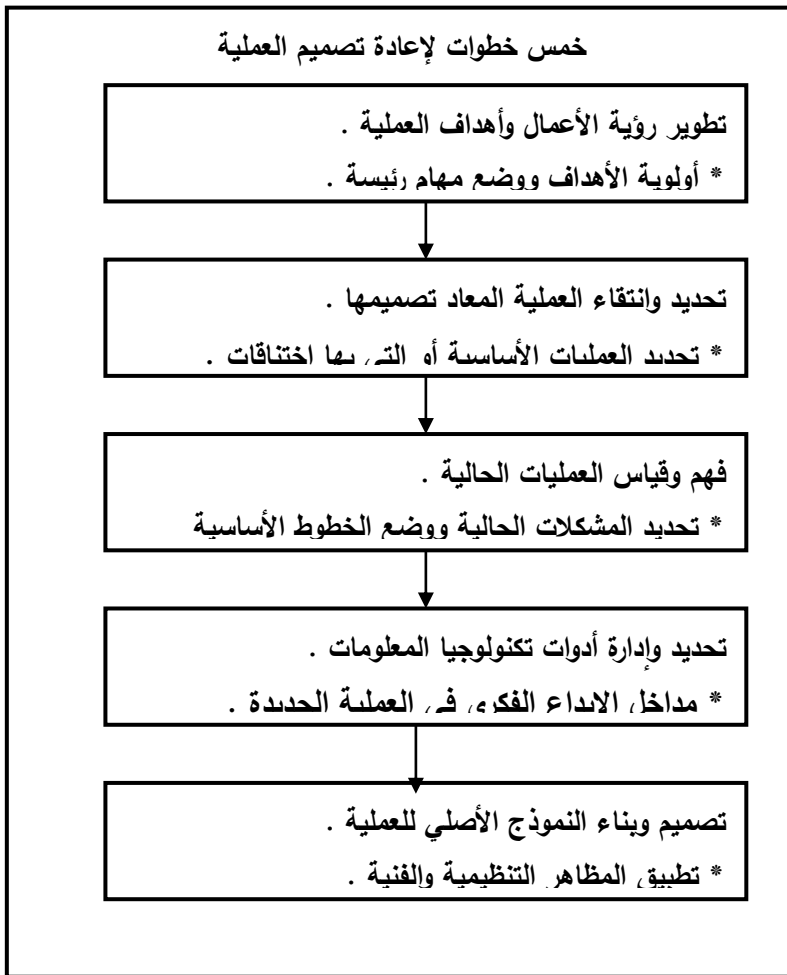 خمس خطوات لإعادة تصميم العملية
تطوير رؤية الأعمال وأهداف العملية .
* أولوية الأهداف ووضع مهام رئيسة .
تحديد وانتقاء العملية المعاد تصميمها .
* تحديد العمليات الأساسية أو التي بها اختناقات .
فهم وقياس العمليات الحالية .
* تحديد المشكلات الحالية ووضع الخطوط الأساسية
تحديد وإدارة أدوات تكنولوجيا المعلومات .
* مداخل الإبداع الفكري في العملية الجديدة .
تصميم وبناء النموذج الأصلي للعملية .
* تطبيق المظاهر التنظيمية والفنية .